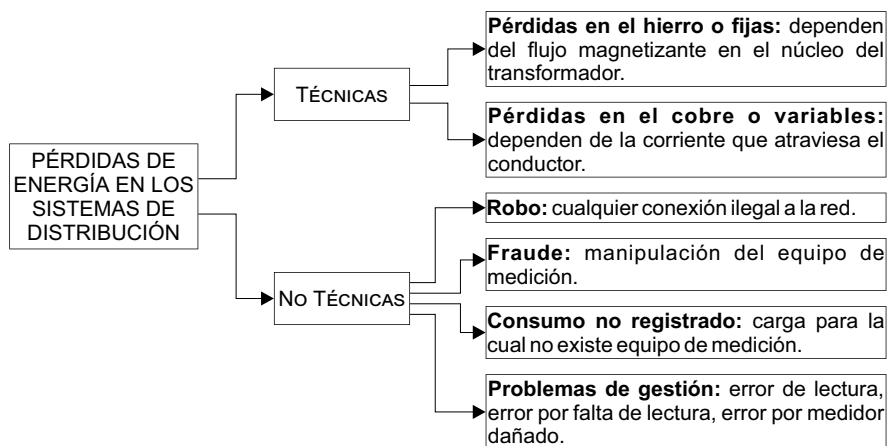 PÉRDIDAS DE
ENERGÍA EN LOS
SISTEMAS DE
DISTRIBUCIÓN
TÉCNICAS
Pérdidas en el hierro o fijas: dependen
del flujo magnetizante en el núcleo del
transformador.
Pérdidas en el cobre o variables:
dependen de la corriente que atraviesa el
conductor.
NO TÉCNICAS
Robo: cualquier conexión ilegal a la red.
Fraude: manipulación del equipo de
medición.
Consumo no registrado: carga para la
cual no existe equipo de medición.
Problemas de gestión: error de lectura,
error por falta de lectura, error por medidor
dañado.